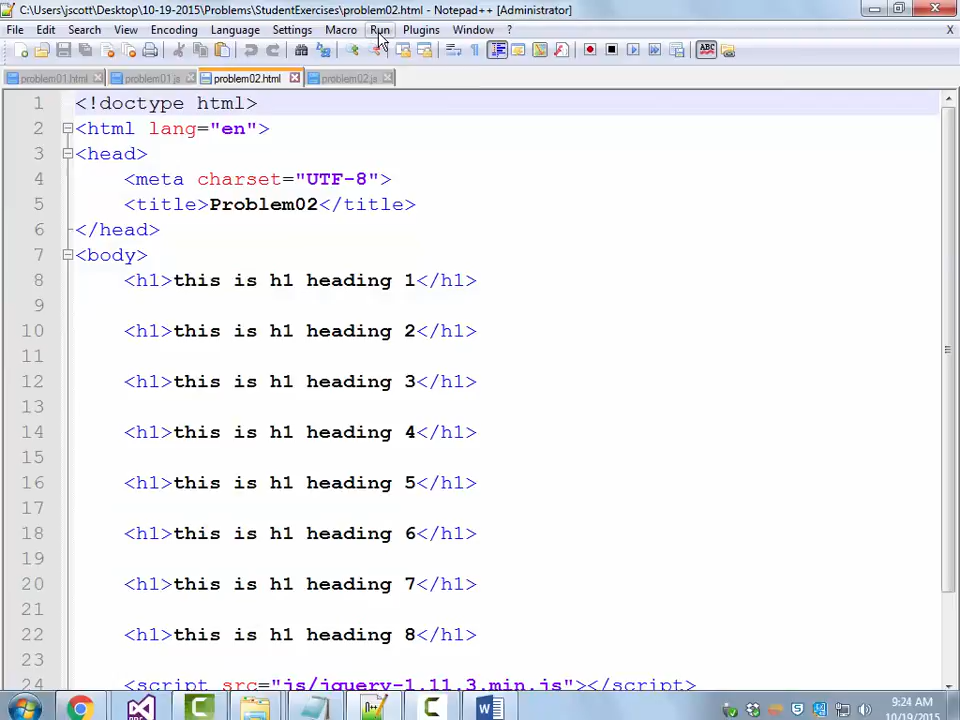 C:\Users\jscott\Desktop\10-19-2015\Problems\StudentExercises\problem02.html - Notepad++ [Administrator]
File Edit Search View Encoding Language Settings Macro Run Plugins Window ? X
problem01.html problem01.js problem02.html problem02.js
1 <!doctype html>
2 <html lang="en">
3 <head>
4 <meta charset="UTF-8">
5 <title>Problem02</title>
6 </head>
7 <body>
8 <h1>this is h1 heading 1</h1>
9
10 <h1>this is h1 heading 2</h1>
11
12 <h1>this is h1 heading 3</h1>
13
14 <h1>this is h1 heading 4</h1>
15
16 <h1>this is h1 heading 5</h1>
17
18 <h1>this is h1 heading 6</h1>
19
20 <h1>this is h1 heading 7</h1>
21
22 <h1>this is h1 heading 8</h1>
23
24 <script src="js/jquery-1.11.3.min.js"></script>
9:24 AM
10/19/2015